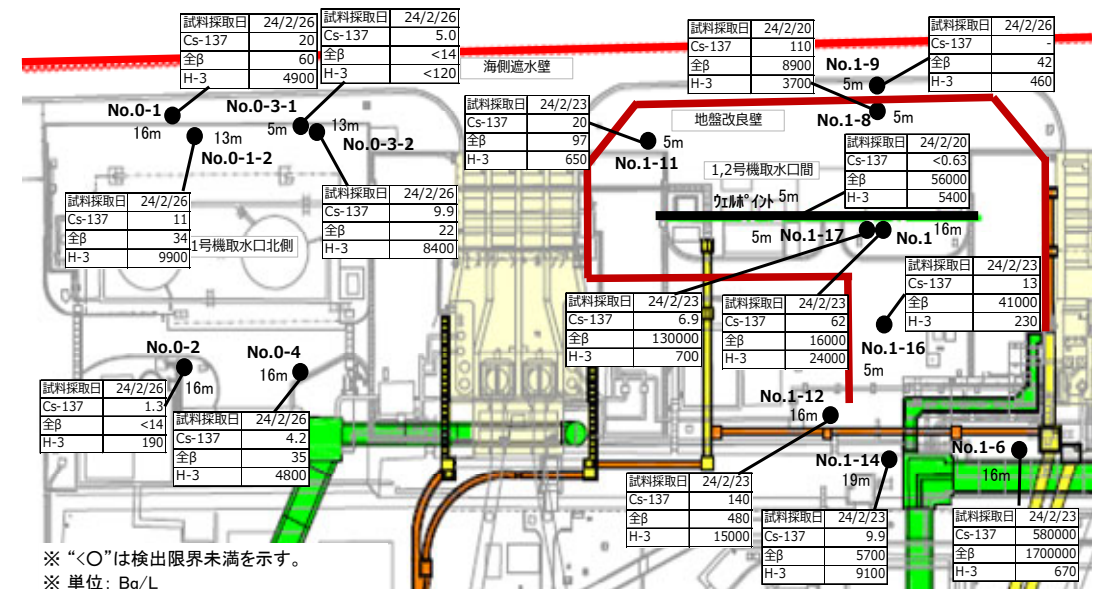 試料採取日 24/2/26
Cs-137 20
全β 60
H-3 4900
試料採取日 24/2/26
Cs-137 5.0
全β <14
H-3 <120
海側遮水壁
試料採取日 24/2/20
Cs-137 110
全β 8900
H-3 3700
試料採取日 24/2/26
Cs-137 -
全β 42
H-3 460
No.1-9
5m
No.0-1
16m
No.0-3-1
5m
13m
No.0-3-2
13m
No.0-1-2
試料採取日 24/2/23
Cs-137 20
全β 97
H-3 650
5m
No.1-11
地盤改良壁
No.1-8
5m
試料採取日 24/2/20
Cs-137 <0.63
全β 56000
H-3 5400
1,2号機取水口間
ウェルポイント 5m
試料採取日 24/2/26
Cs-137 11
全β 34
H-3 9900
1号機取水口北側
試料採取日 24/2/26
Cs-137 9.9
全β 22
H-3 8400
5m No.1-17
No.1 16m
試料採取日 24/2/23
Cs-137 13
全β 41000
H-3 230
試料採取日 24/2/23
Cs-137 6.9
全β 130000
H-3 700
試料採取日 24/2/23
Cs-137 62
全β 16000
H-3 24000
No.1-16
5m
No.0-2
16m
No.0-4
16m
試料採取日 24/2/26
Cs-137 1.3
全β <14
H-3 190
試料採取日 24/2/26
Cs-137 4.2
全β 35
H-3 4800
No.1-12
16m
No.1-14
19m
No.1-6
16m
試料採取日 24/2/23
Cs-137 140
全β 480
H-3 15000
試料採取日 24/2/23
Cs-137 9.9
全β 5700
H-3 9100
試料採取日 24/2/23
Cs-137 580000
全β 1700000
H-3 670
※ “<○”は検出限界未満を示す。
※ 単位: Bq/L